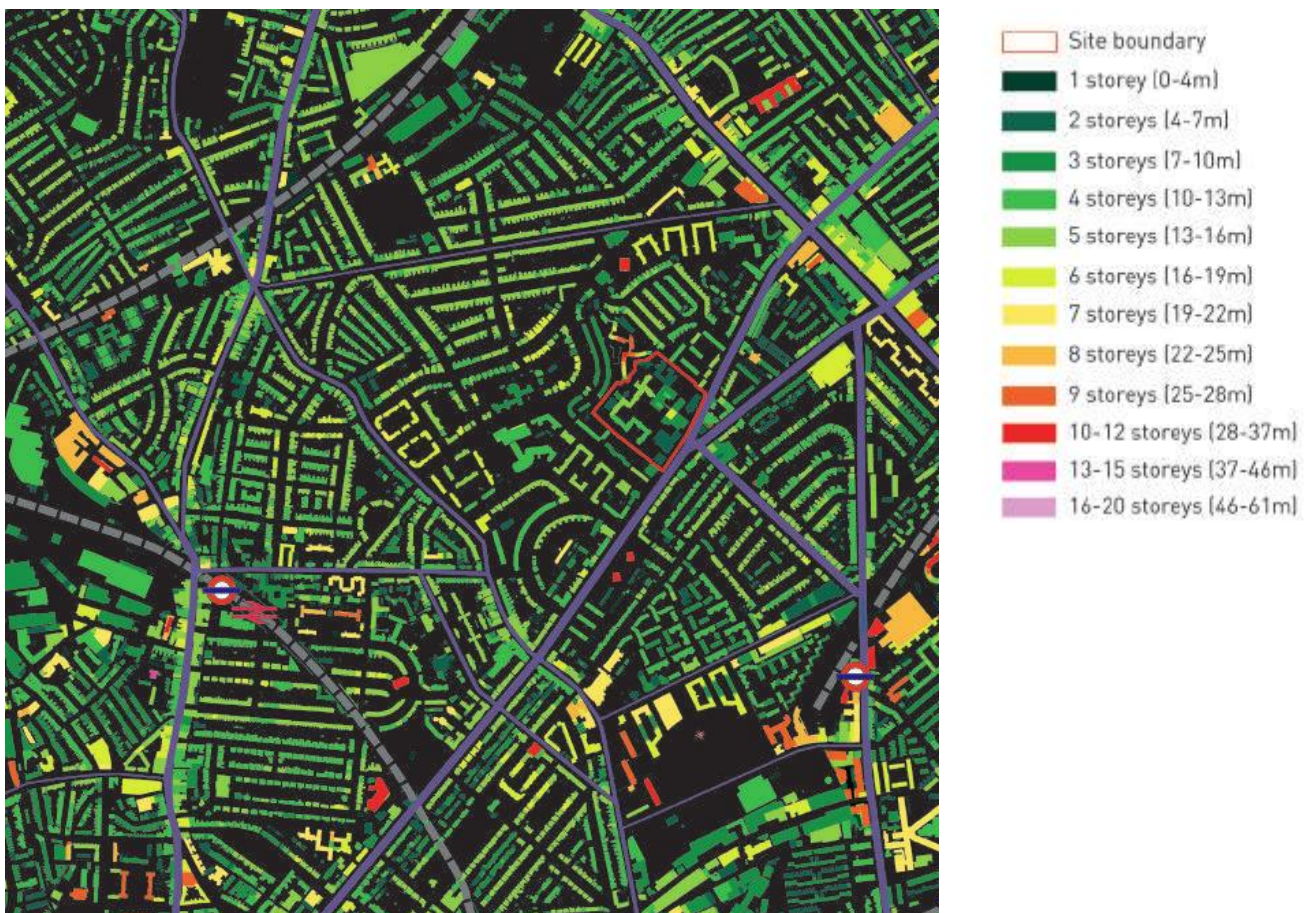 Site boundary
1 storey (0-4m)
2 storeys (4-7m)
3 storeys (7-10m)
4 storeys (10-13m)
5 storeys (13-16m)
6 storeys (16-19m)
7 storeys (19-22m)
8 storeys (22-25m)
9 storeys (25-28m)
10-12 storeys (28-37m)
13-15 storeys (37-46m)
16-20 storeys (46-61m)